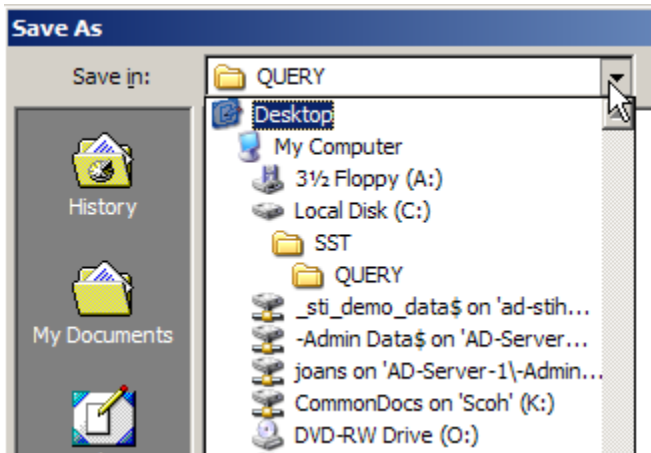 Save As
Save in:
QUERY
Desktop
My Computer
3½ Floppy (A:)
Local Disk (C:)
SST
QUERY
_sti_demo_data$ on 'ad-stih...
-Admin Data$ on 'AD-Server...
joans on 'AD-Server-1\-Admin...
CommonDocs on 'Scoh' (K:)
DVD-RW Drive (O:)
History
My Documents